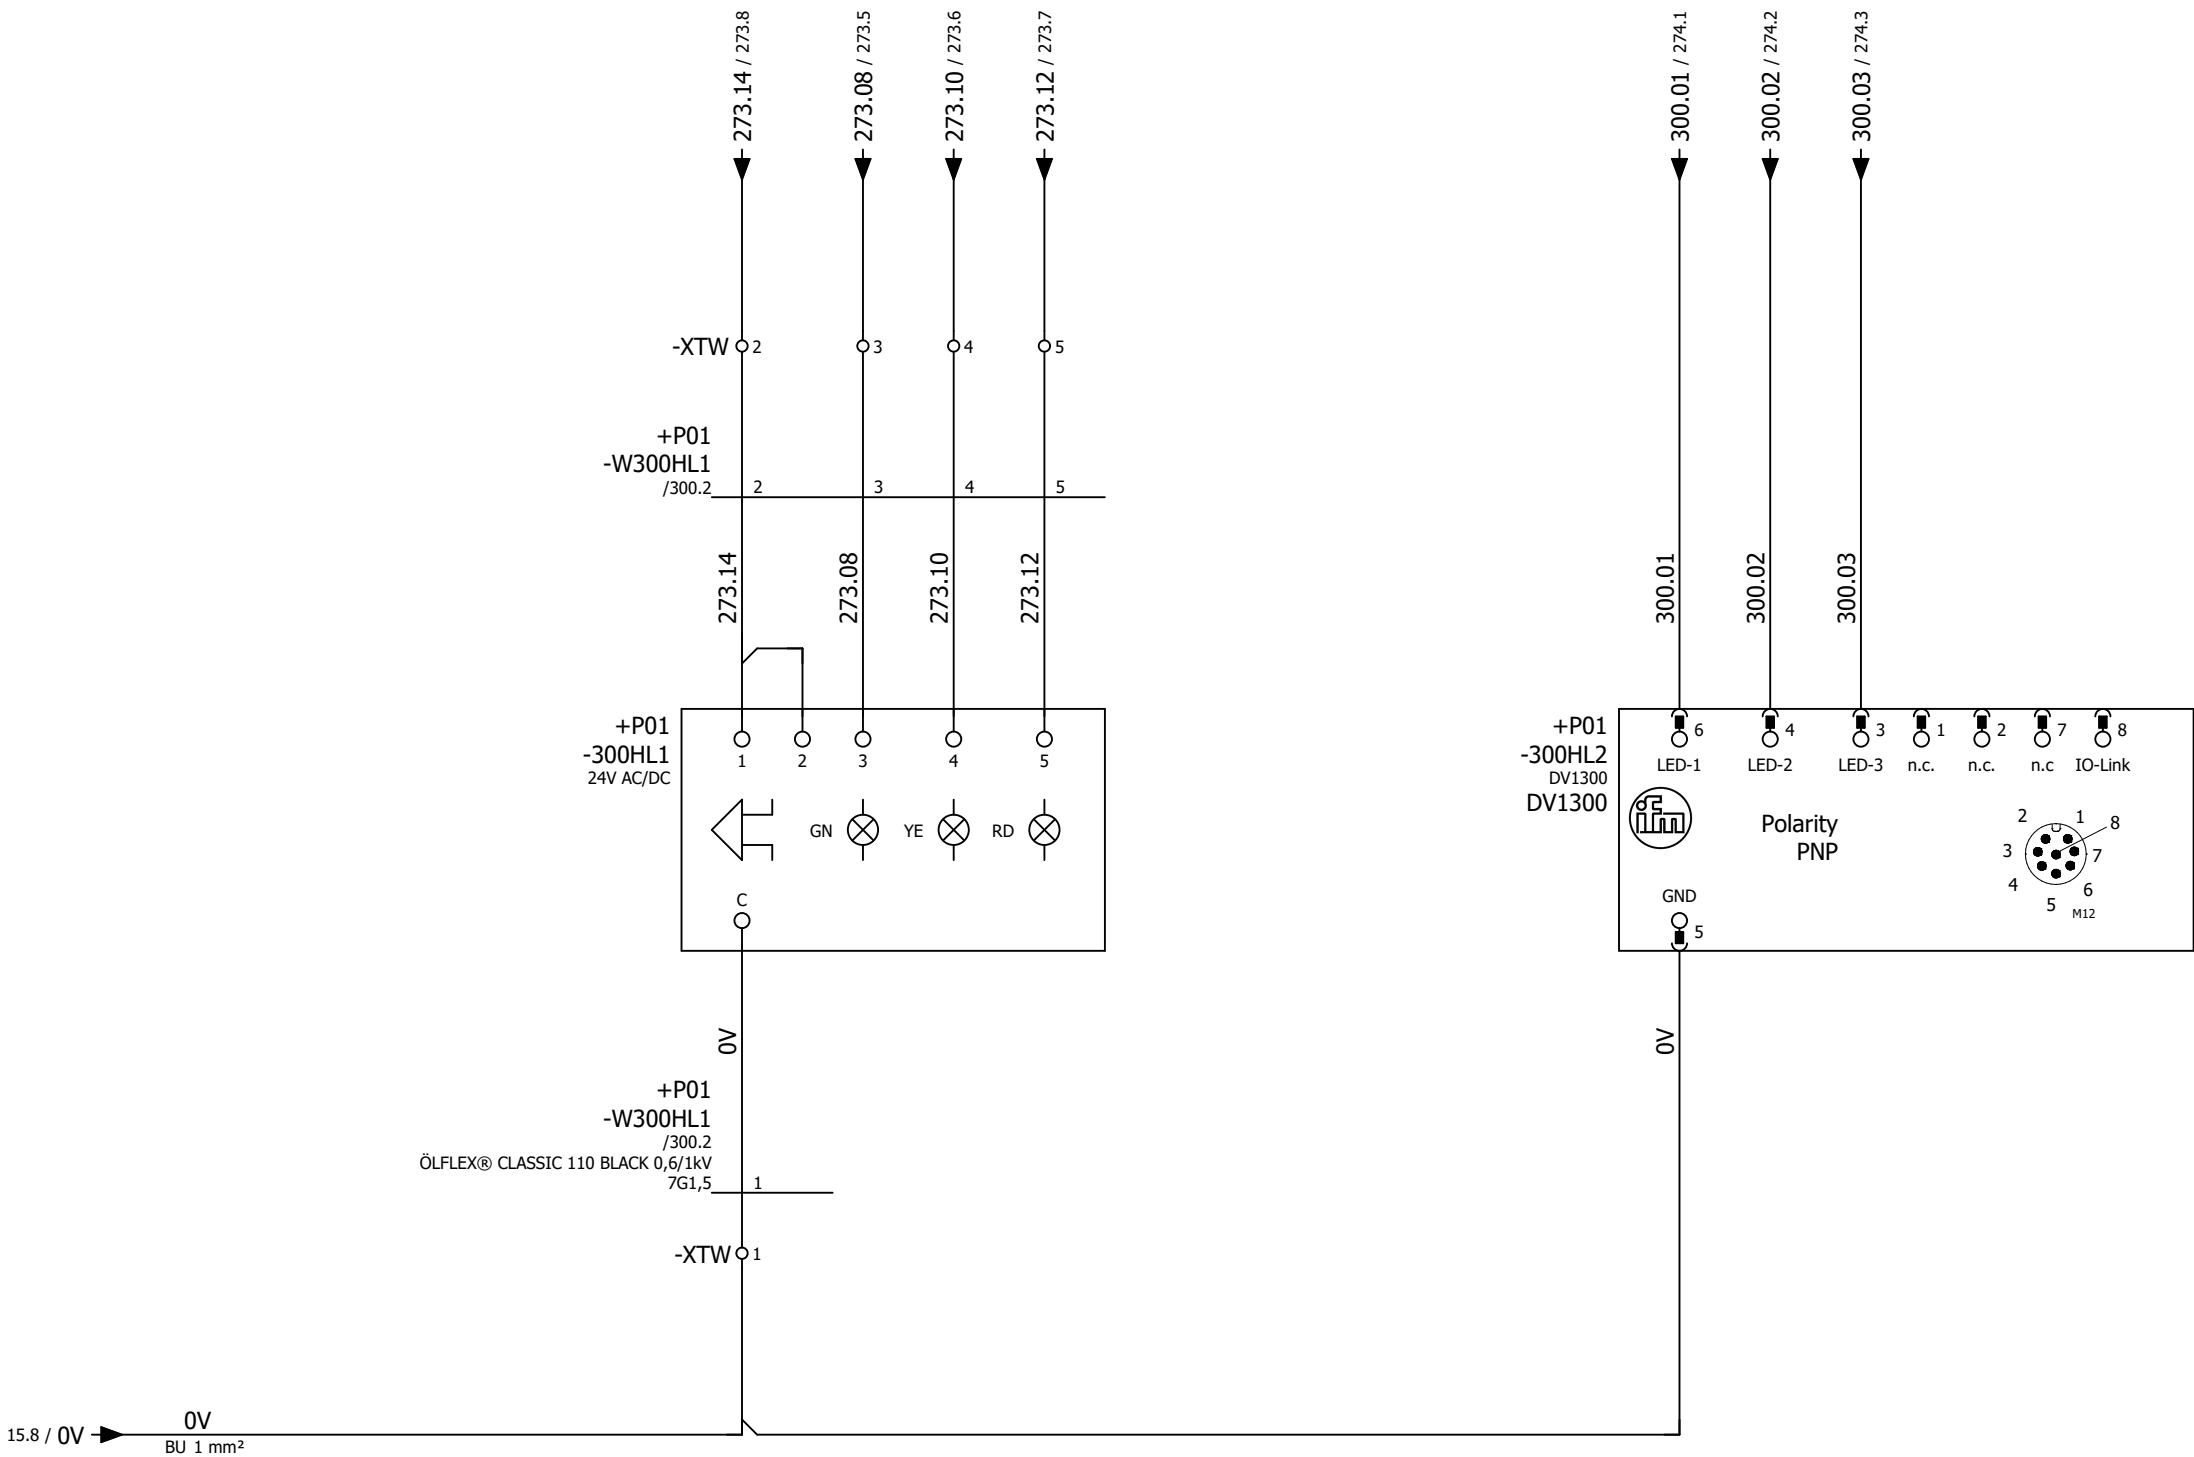 273.14 / 273.8
273.08 / 273.5
273.10 / 273.6
273.12 / 273.7
300.01 / 274.1
300.02 / 274.2
300.03 / 274.3
-XTW 2 3 4 5
+P01
-W300HL1
/300.2 2 3 4 5
273.14
273.08
273.10
273.12
300.01
300.02
300.03
+P01
-300HL1
24V AC/DC
1 2 3 4 5
GN YE RD
C
+P01
-300HL2
DV1300
DV1300
6 4 3 1 2 7 8
LED-1 LED-2 LED-3 n.c. n.c. n.c IO-Link
ifm
Polarity
PNP
2 1 8
3 7
4 6
5 M12
GND
5
0V
0V
+P01
-W300HL1
/300.2
ÖLFLEX® CLASSIC 110 BLACK 0,6/1kV
7G1,5 1
-XTW 1
15.8 / 0V
0V
BU 1 mm²